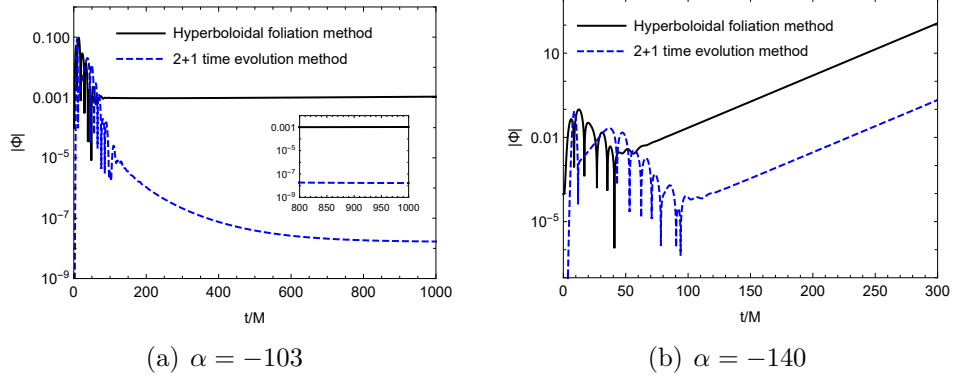 Hyperboloidal foliation method
2+1 time evolution method
|Φ|
0.100
0.001
10⁻⁵
10⁻⁷
10⁻⁹
0 200 400 600 800 1000
t/M
0.001
10⁻⁵
10⁻⁷
10⁻⁹
800 850 900 950 1000
(a) α = −103
Hyperboloidal foliation method
2+1 time evolution method
|Φ|
10
0.01
10⁻⁵
0 50 100 150 200 250 300
t/M
(b) α = −140